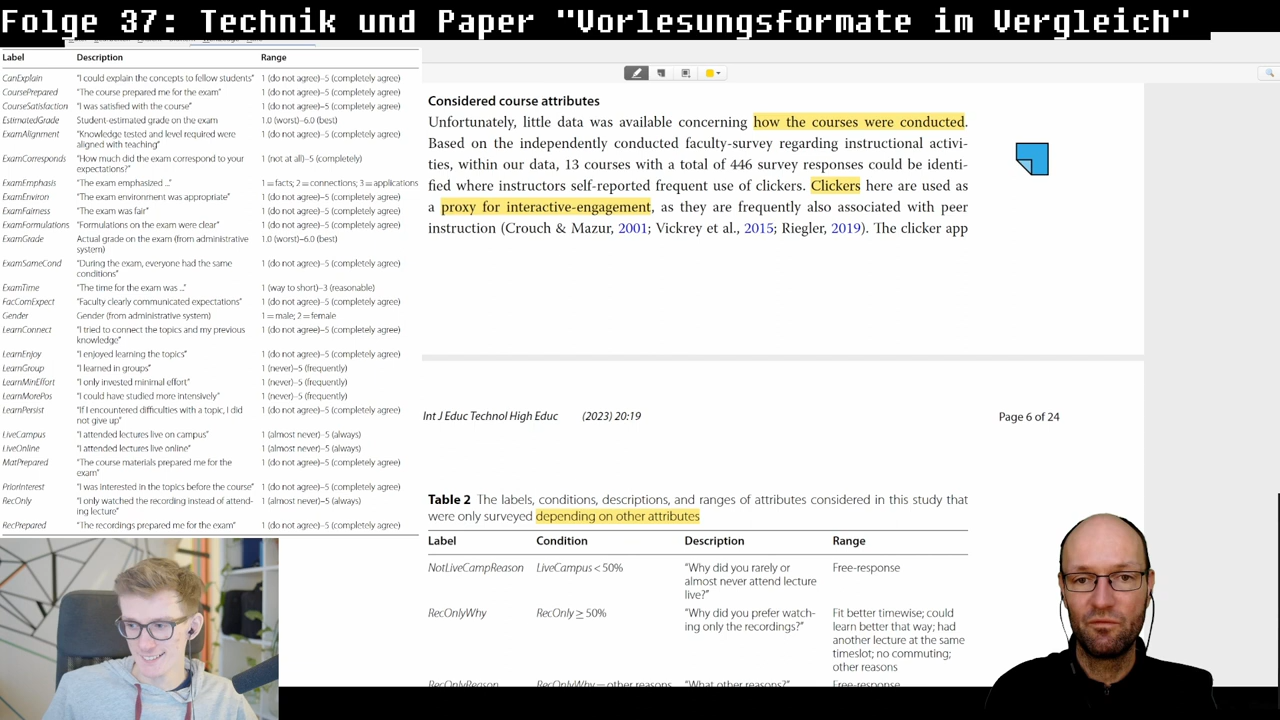 Folge 37: Technik und Paper "Vorlesungsformate im Vergleich"
Label Description Range
CanExplain "I could explain the concepts to fellow students" 1 (do not agree)–5 (completely agree)
CoursePrepared "The course prepared me for the exam" 1 (do not agree)–5 (completely agree)
CourseSatisfaction "I was satisfied with the course" 1 (do not agree)–5 (completely agree)
EstimatedGrade Student-estimated grade on the exam 1.0 (worst)–6.0 (best)
ExamAlignment "Knowledge tested and level required were 1 (do not agree)–5 (completely agree)
aligned with teaching"
ExamCorresponds "How much did the exam correspond to your 1 (not at all)–5 (completely)
expectations?"
ExamEmphasis "The exam emphasized ..." 1 = facts; 2 = connections; 3 = applications
ExamEnviron "The exam environment was appropriate" 1 (do not agree)–5 (completely agree)
ExamFairness "The exam was fair" 1 (do not agree)–5 (completely agree)
ExamFormulations "Formulations on the exam were clear" 1 (do not agree)–5 (completely agree)
ExamGrade Actual grade on the exam (from administrative 1.0 (worst)–6.0 (best)
system)
ExamSameCond "During the exam, everyone had the same 1 (do not agree)–5 (completely agree)
conditions"
ExamTime "The time for the exam was ..." 1 (way to short)–3 (reasonable)
FacComExpect "Faculty clearly communicated expectations" 1 (do not agree)–5 (completely agree)
Gender Gender (from administrative system) 1 = male; 2 = female
LearnConnect "I tried to connect the topics and my previous 1 (do not agree)–5 (completely agree)
knowledge"
LearnEnjoy "I enjoyed learning the topics" 1 (do not agree)–5 (completely agree)
LearnGroup "I learned in groups" 1 (never)–5 (frequently)
LearnMinEffort "I only invested minimal effort" 1 (never)–5 (frequently)
LearnMorePos "I could have studied more intensively" 1 (never)–5 (frequently)
LearnPersist "If I encountered difficulties with a topic, I did 1 (do not agree)–5 (completely agree)
not give up"
LiveCampus "I attended lectures live on campus" 1 (almost never)–5 (always)
LiveOnline "I attended lectures live online" 1 (almost never)–5 (always)
MatPrepared "The course materials prepared me for the 1 (do not agree)–5 (completely agree)
exam"
PriorInterest "I was interested in the topics before the course" 1 (do not agree)–5 (completely agree)
RecOnly "I only watched the recording instead of attend- 1 (almost never)–5 (always)
ing lecture"
RecPrepared "The recordings prepared me for the exam" 1 (do not agree)–5 (completely agree)
Considered course attributes
Unfortunately, little data was available concerning how the courses were conducted.
Based on the independently conducted faculty-survey regarding instructional activi-
ties, within our data, 13 courses with a total of 446 survey responses could be identi-
fied where instructors self-reported frequent use of clickers. Clickers here are used as
a proxy for interactive-engagement, as they are frequently also associated with peer
instruction (Crouch & Mazur, 2001; Vickrey et al., 2015; Riegler, 2019). The clicker app
Int J Educ Technol High Educ (2023) 20:19 Page 6 of 24
Table 2 The labels, conditions, descriptions, and ranges of attributes considered in this study that
were only surveyed depending on other attributes
Label Condition Description Range
NotLiveCampReason LiveCampus < 50% "Why did you rarely or Free-response
almost never attend lecture
live?"
RecOnlyWhy RecOnly ≥ 50% "Why did you prefer watch- Fit better timewise; could
ing only the recordings?" learn better that way; had
another lecture at the same
timeslot; no commuting;
other reasons
RecOnlyReason RecOnlyWhy = other reasons "What other reasons?" Free-response